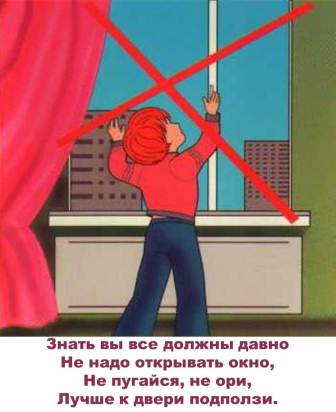 Знать вы все должны давно
Не надо открывать окно,
Не пугайся, не ори,
Лучше к двери подползи.